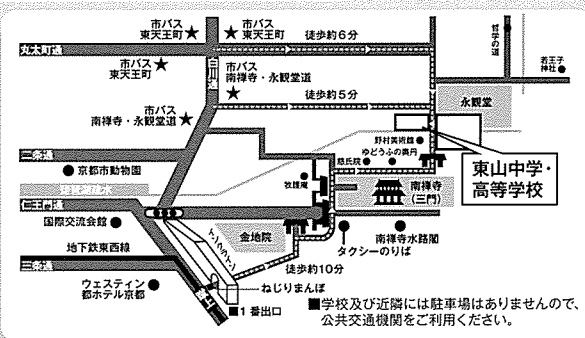 市バス
東天王町
市バス
東天王町
徒歩約6分
哲学の道
丸太町通
市バス
東天王町
白川通
市バス
南禅寺・永観堂道
若王子
神社
徒歩約5分
永観堂
市バス
南禅寺・永観堂道
野村美術館
慈氏院
ゆどうふの奥丹
二条通
京都市動物園
東山中学・
高等学校
牧護庵
南禅寺
(三門)
仁王門通
国際交流会館
金地院
地下鉄東西線
トンネルトンネル
タクシーのりば
南禅寺水路閣
三条通
徒歩約10分
ウェスティン
都ホテル京都
ねじりまんぽ
■1番出口
■学校及び近隣には駐車場はありませんので、
公共交通機関をご利用ください。